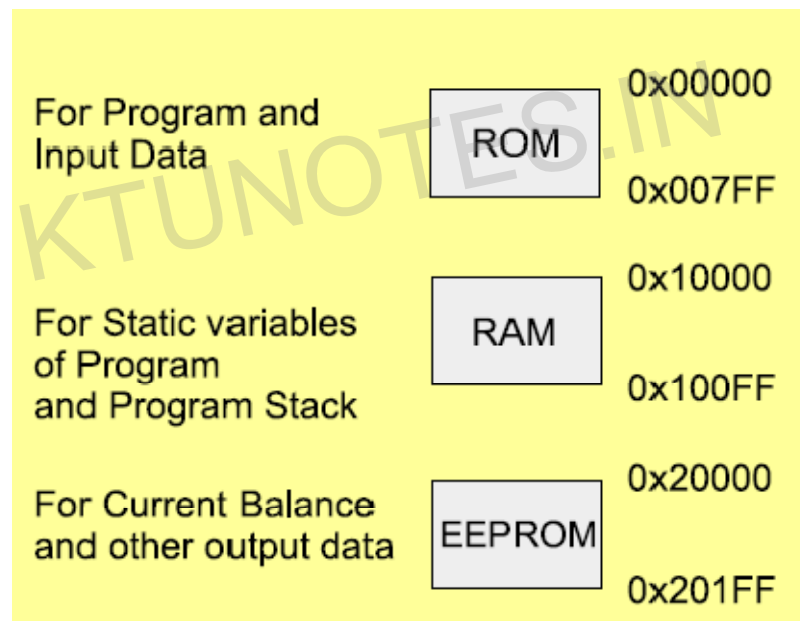 For Program and
Input Data
ROM
0x00000
0x007FF
For Static variables
of Program
and Program Stack
RAM
0x10000
0x100FF
For Current Balance
and other output data
EEPROM
0x20000
0x201FF
KTUNOTES.IN